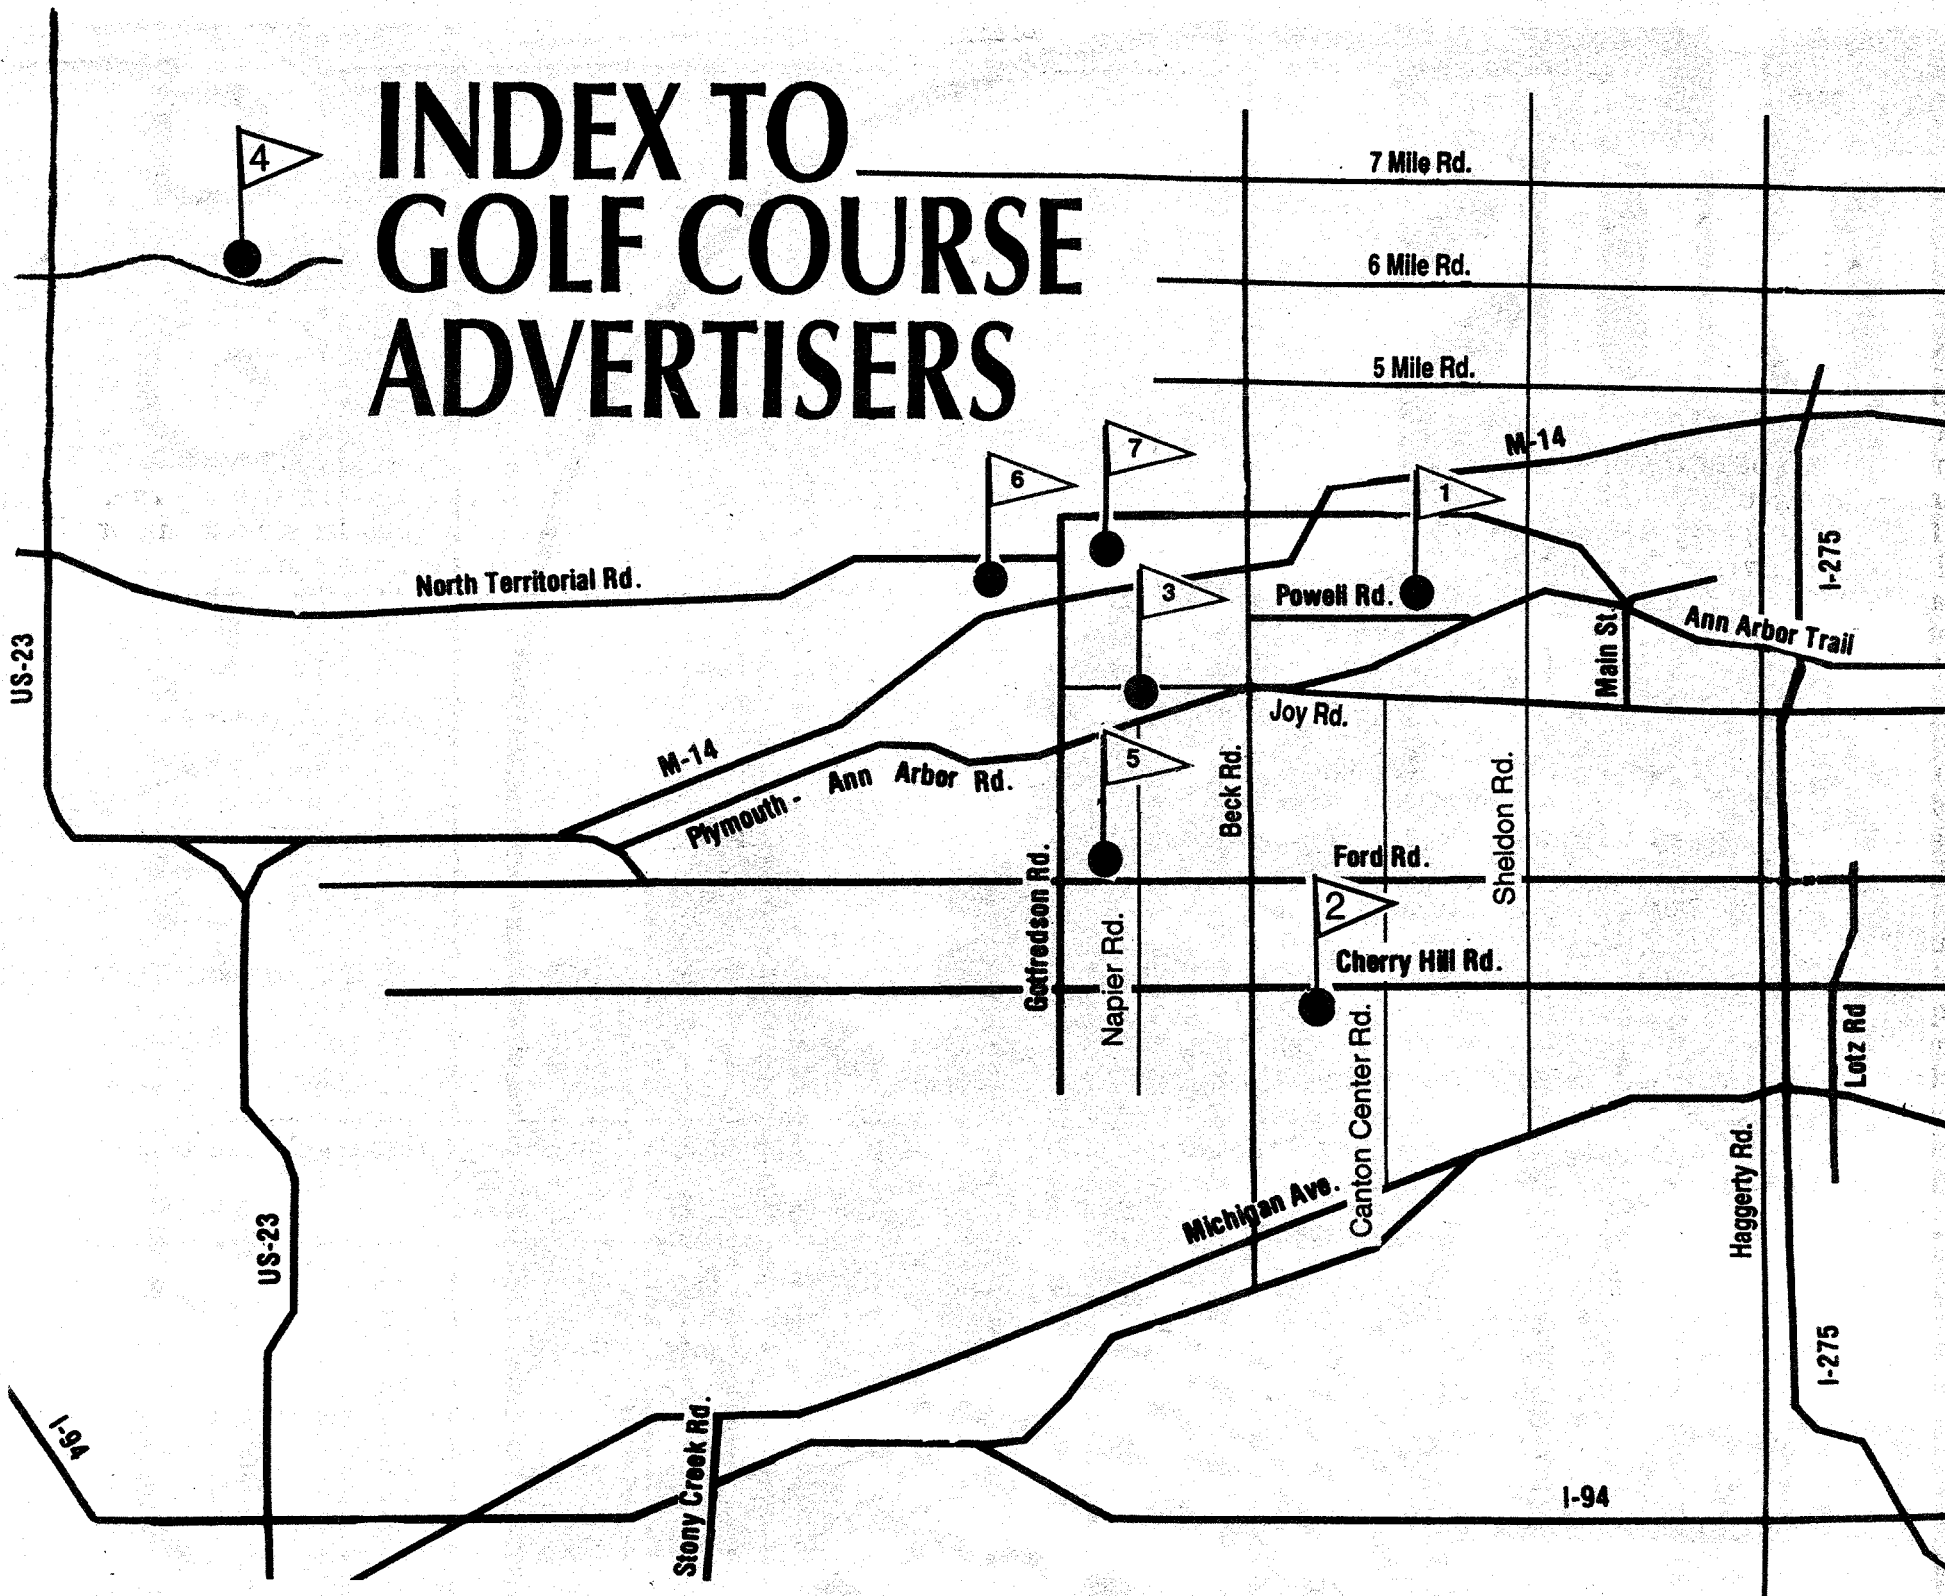 INDEX TO
GOLF COURSE
ADVERTISERS
4
7 Mile Rd.
6 Mile Rd.
5 Mile Rd.
M-14
7
6
1
I-275
North Territorial Rd.
3
Powell Rd.
Ann Arbor Trail
Main St.
US-23
Joy Rd.
M-14
Plymouth - Ann Arbor Rd.
5
Beck Rd.
Sheldon Rd.
Ford Rd.
Gotfredson Rd.
Napier Rd.
2
Cherry Hill Rd.
Canton Center Rd.
Lotz Rd
Haggerty Rd.
Michigan Ave.
US-23
I-275
I-94
Stony Creek Rd.
I-94